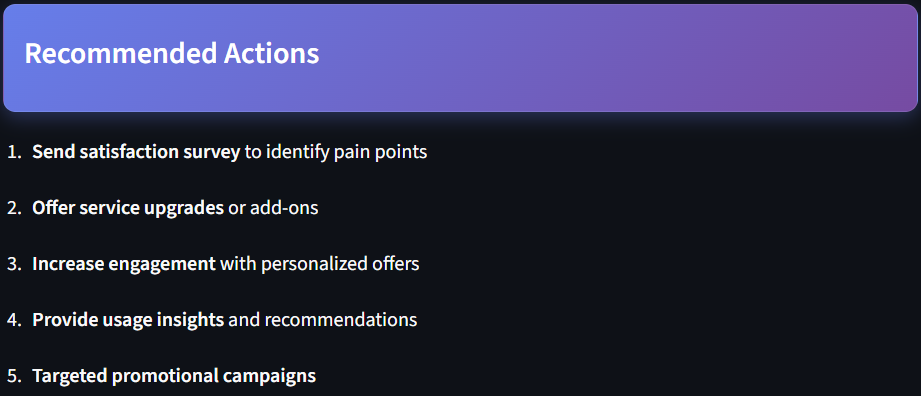 Recommended Actions
1. Send satisfaction survey to identify pain points
2. Offer service upgrades or add-ons
3. Increase engagement with personalized offers
4. Provide usage insights and recommendations
5. Targeted promotional campaigns